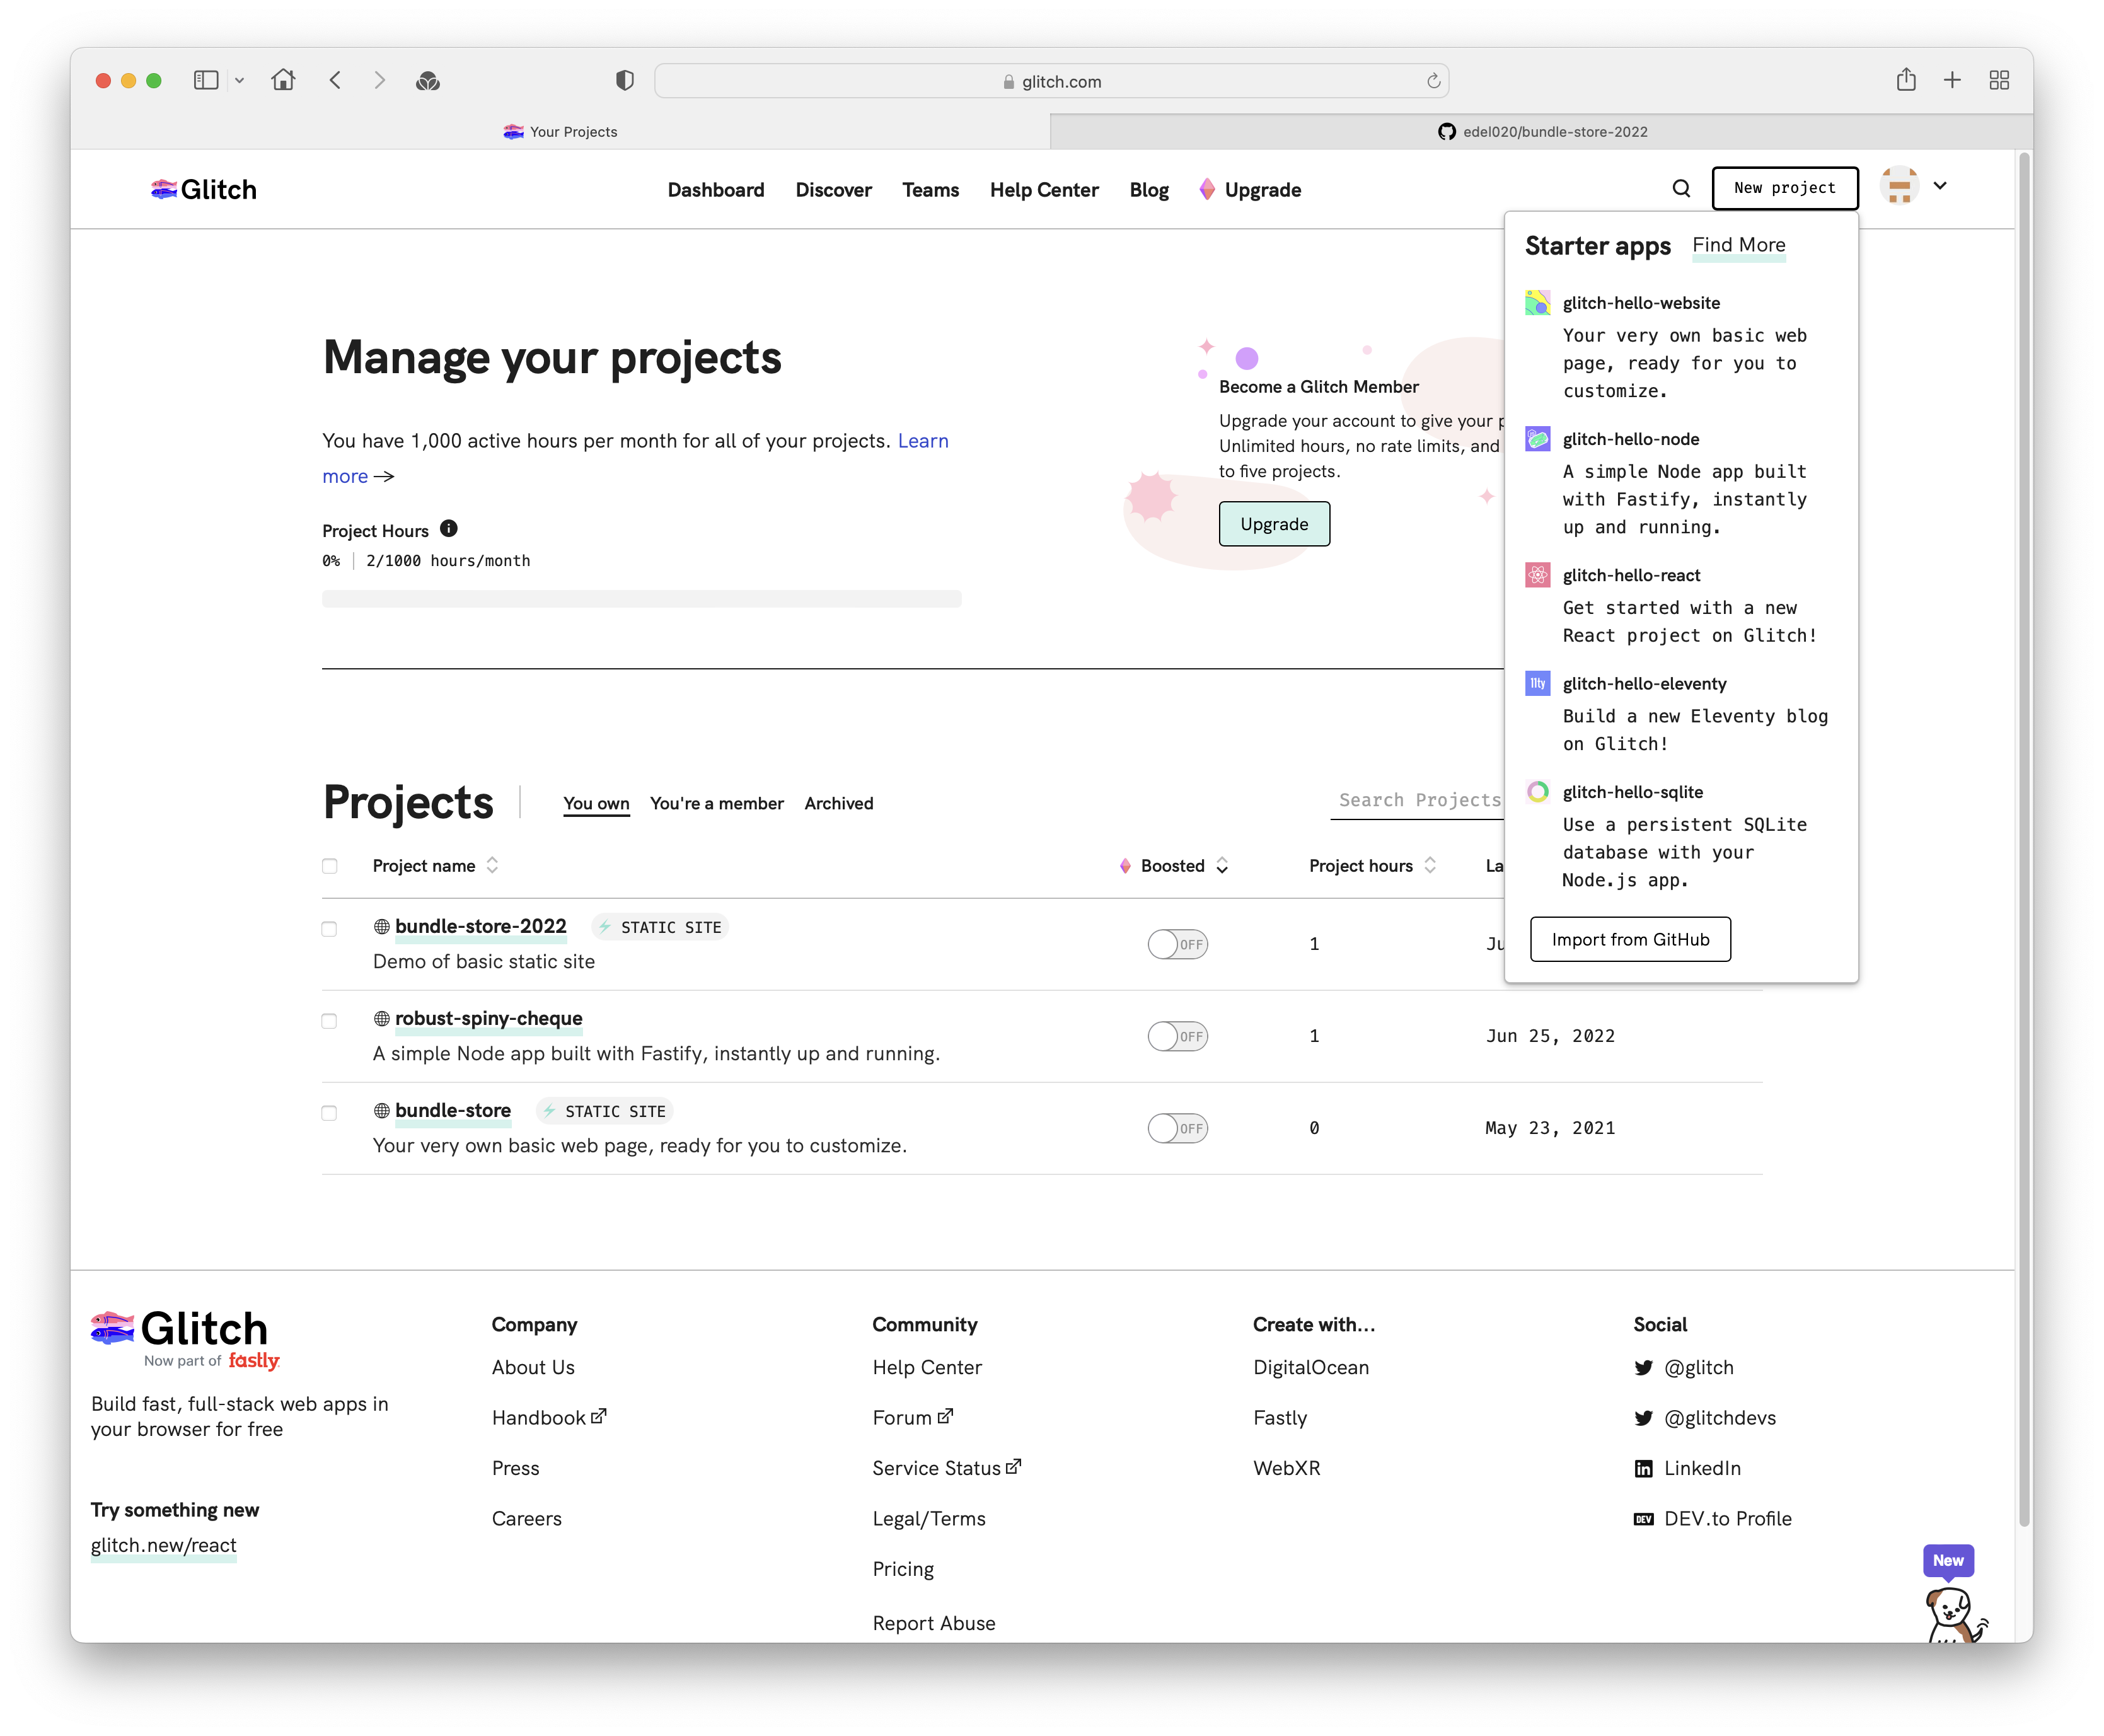 glitch.com
Your Projects
edel020/bundle-store-2022
Glitch
Dashboard Discover Teams Help Center Blog Upgrade
New project
Starter apps Find More
glitch-hello-website
Your very own basic web
page, ready for you to
customize.
glitch-hello-node
A simple Node app built
with Fastify, instantly
up and running.
glitch-hello-react
Get started with a new
React project on Glitch!
11ty
glitch-hello-eleventy
Build a new Eleventy blog
on Glitch!
glitch-hello-sqlite
Use a persistent SQLite
database with your
Node.js app.
Import from GitHub
Manage your projects
You have 1,000 active hours per month for all of your projects. Learn
more →
Project Hours
0% | 2/1000 hours/month
Become a Glitch Member
Upgrade your account to give your p
Unlimited hours, no rate limits, and
to five projects.
Upgrade
Projects
You own You're a member Archived
Search Projects
Project name Boosted Project hours La
bundle-store-2022 STATIC SITE
Demo of basic static site
OFF 1 Ju
robust-spiny-cheque
A simple Node app built with Fastify, instantly up and running.
OFF 1 Jun 25, 2022
bundle-store STATIC SITE
Your very own basic web page, ready for you to customize.
OFF 0 May 23, 2021
Glitch
Now part of fastly
Build fast, full-stack web apps in
your browser for free
Try something new
glitch.new/react
Company
About Us
Handbook
Press
Careers
Community
Help Center
Forum
Service Status
Legal/Terms
Pricing
Report Abuse
Create with...
DigitalOcean
Fastly
WebXR
Social
@glitch
@glitchdevs
in LinkedIn
DEV DEV.to Profile
New